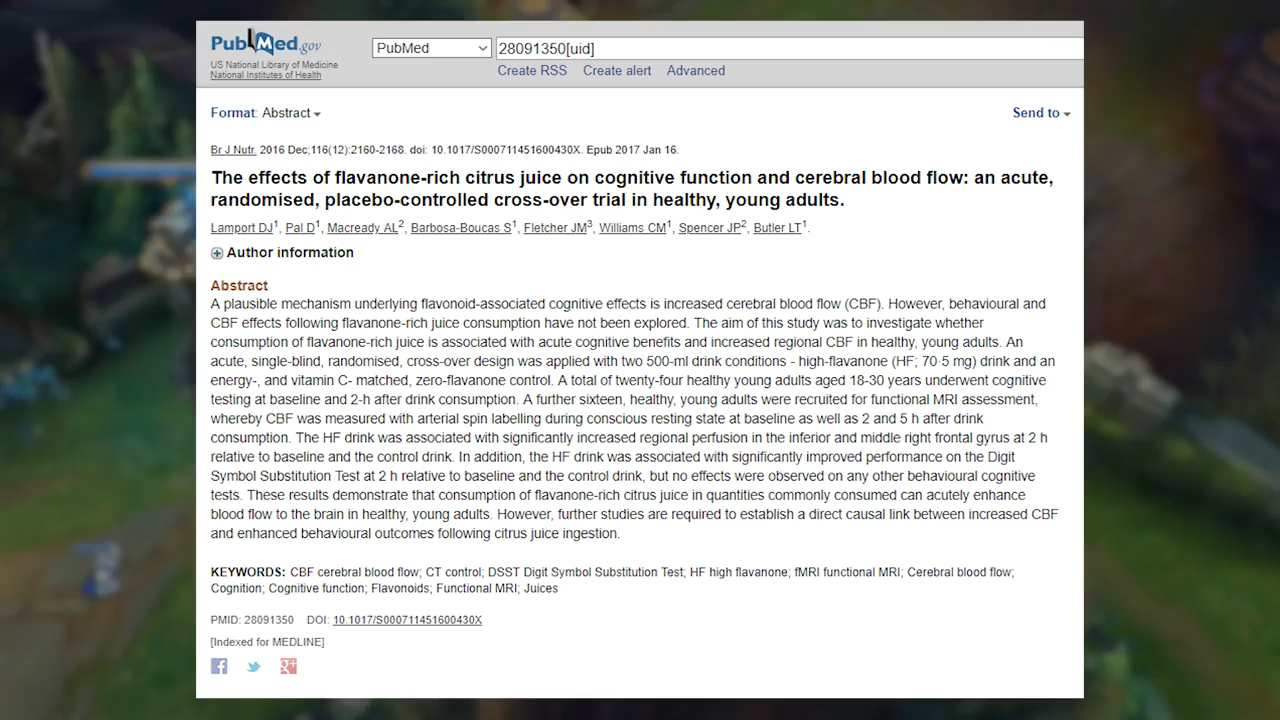 PubMed.gov
US National Library of Medicine
National Institutes of Health
PubMed
28091350[uid]
Create RSS Create alert Advanced
Format: Abstract
Send to
Br J Nutr. 2016 Dec;116(12):2160-2168. doi: 10.1017/S000711451600430X. Epub 2017 Jan 16.
The effects of flavanone-rich citrus juice on cognitive function and cerebral blood flow: an acute,
randomised, placebo-controlled cross-over trial in healthy, young adults.
Lamport DJ1, Pal D1, Macready AL2, Barbosa-Boucas S1, Fletcher JM3, Williams CM1, Spencer JP2, Butler LT1.
Author information
Abstract
A plausible mechanism underlying flavonoid-associated cognitive effects is increased cerebral blood flow (CBF). However, behavioural and
CBF effects following flavanone-rich juice consumption have not been explored. The aim of this study was to investigate whether
consumption of flavanone-rich juice is associated with acute cognitive benefits and increased regional CBF in healthy, young adults. An
acute, single-blind, randomised, cross-over design was applied with two 500-ml drink conditions - high-flavanone (HF; 70·5 mg) drink and an
energy-, and vitamin C- matched, zero-flavanone control. A total of twenty-four healthy young adults aged 18-30 years underwent cognitive
testing at baseline and 2-h after drink consumption. A further sixteen, healthy, young adults were recruited for functional MRI assessment,
whereby CBF was measured with arterial spin labelling during conscious resting state at baseline as well as 2 and 5 h after drink
consumption. The HF drink was associated with significantly increased regional perfusion in the inferior and middle right frontal gyrus at 2 h
relative to baseline and the control drink. In addition, the HF drink was associated with significantly improved performance on the Digit
Symbol Substitution Test at 2 h relative to baseline and the control drink, but no effects were observed on any other behavioural cognitive
tests. These results demonstrate that consumption of flavanone-rich citrus juice in quantities commonly consumed can acutely enhance
blood flow to the brain in healthy, young adults. However, further studies are required to establish a direct causal link between increased CBF
and enhanced behavioural outcomes following citrus juice ingestion.
KEYWORDS: CBF cerebral blood flow; CT control; DSST Digit Symbol Substitution Test; HF high flavanone; fMRI functional MRI; Cerebral blood flow;
Cognition; Cognitive function; Flavonoids; Functional MRI; Juices
PMID: 28091350 DOI: 10.1017/S000711451600430X
[Indexed for MEDLINE]